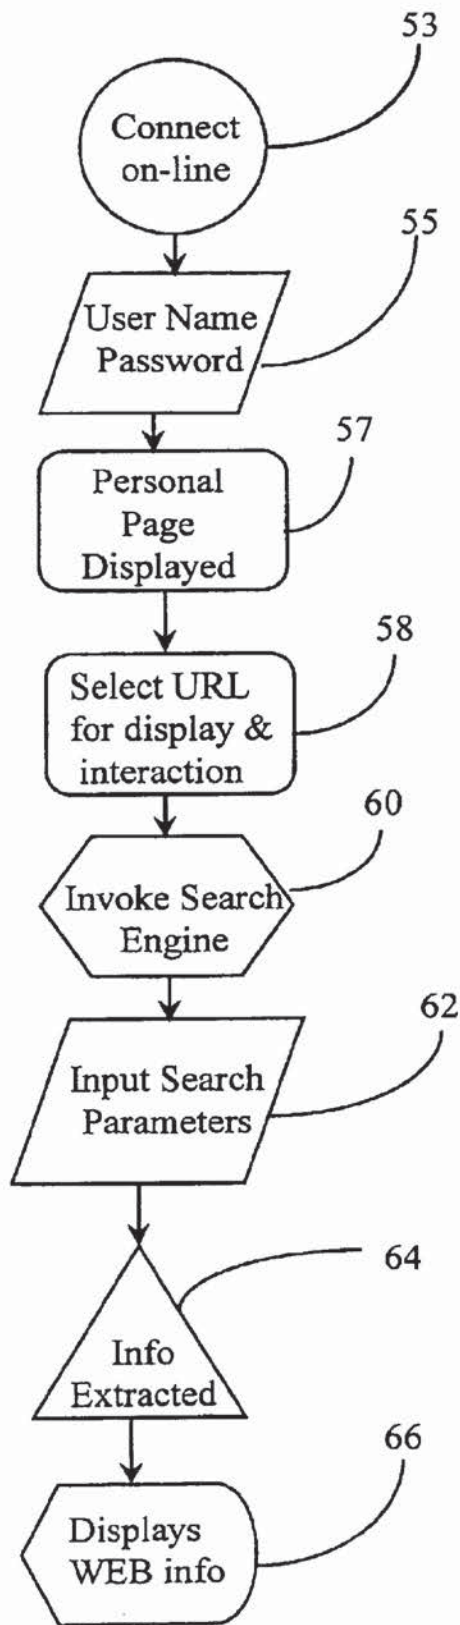 53
Connect
on-line
55
User Name
Password
57
Personal
Page
Displayed
58
Select URL
for display &
interaction
60
Invoke Search
Engine
62
Input Search
Parameters
64
Info
Extracted
66
Displays
WEB info